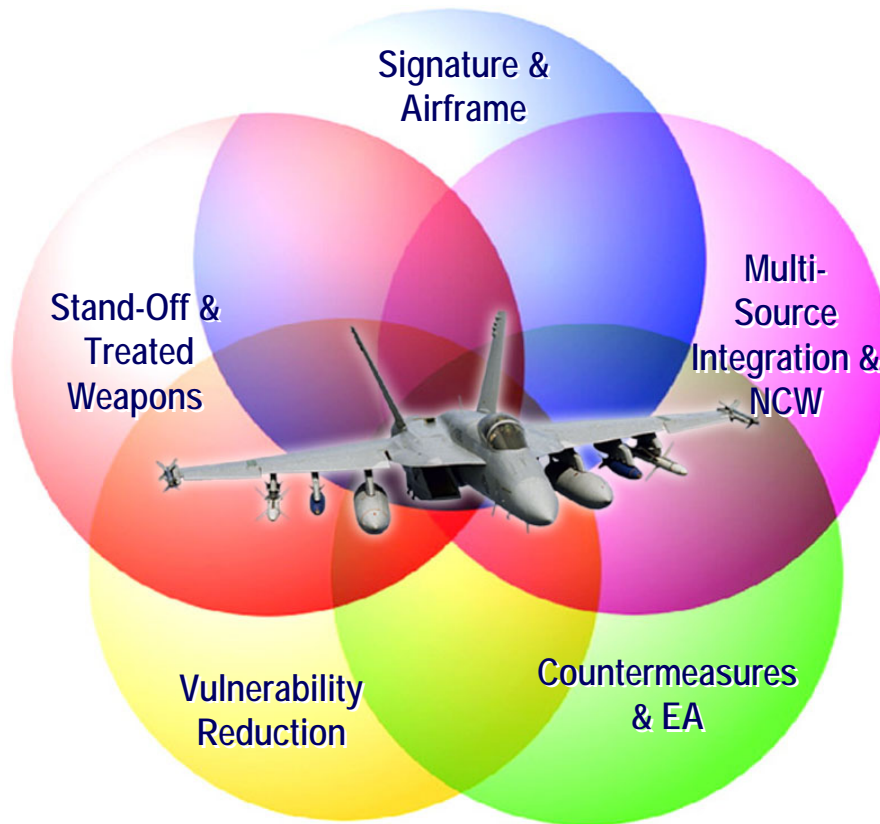 Signature &
Airframe
Multi-
Source
Integration &
NCW
Stand-Off &
Treated
Weapons
Countermeasures
& EA
Vulnerability
Reduction